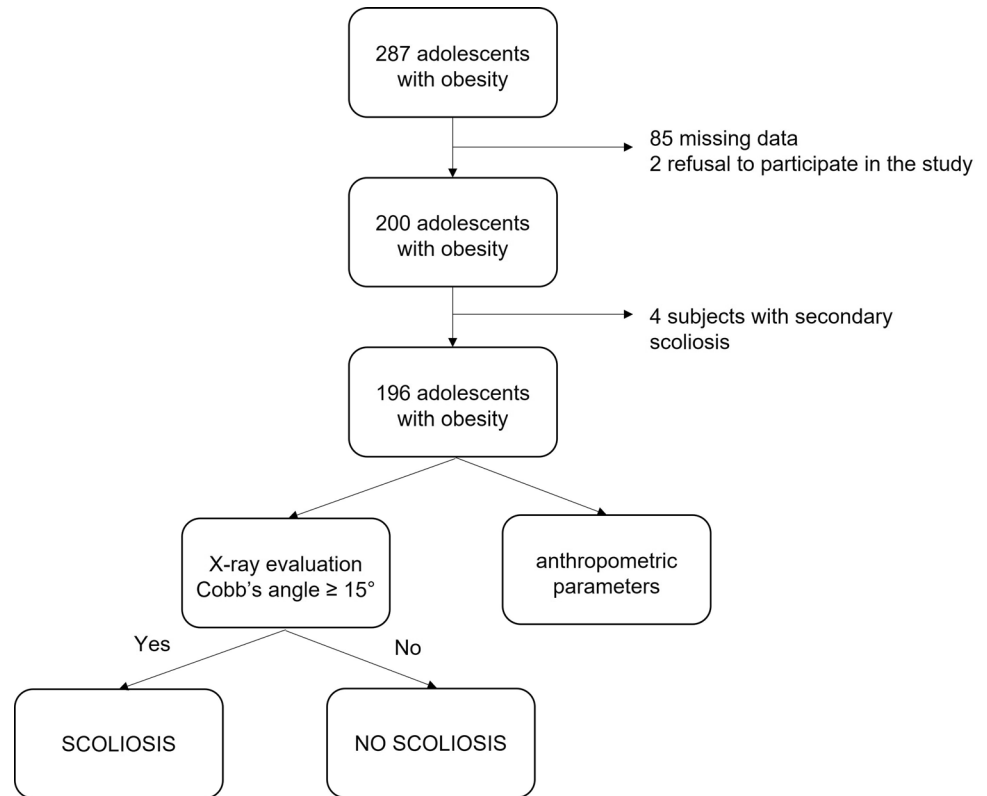 287 adolescents
with obesity
85 missing data
2 refusal to participate in the study
200 adolescents
with obesity
4 subjects with secondary
scoliosis
196 adolescents
with obesity
X-ray evaluation
Cobb’s angle ≥ 15°
anthropometric
parameters
Yes
No
SCOLIOSIS
NO SCOLIOSIS